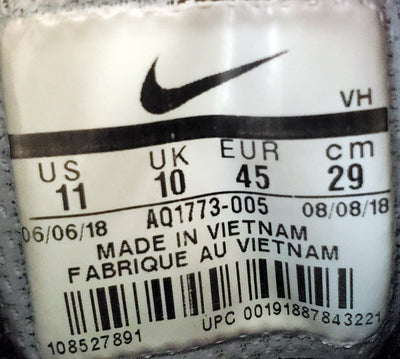 VH
US UK EUR cm
11 10 45 29
06/06/18 AQ1773-005 08/08/18
MADE IN VIETNAM
FABRIQUE AU VIETNAM
108527891 UPC 00191887843221